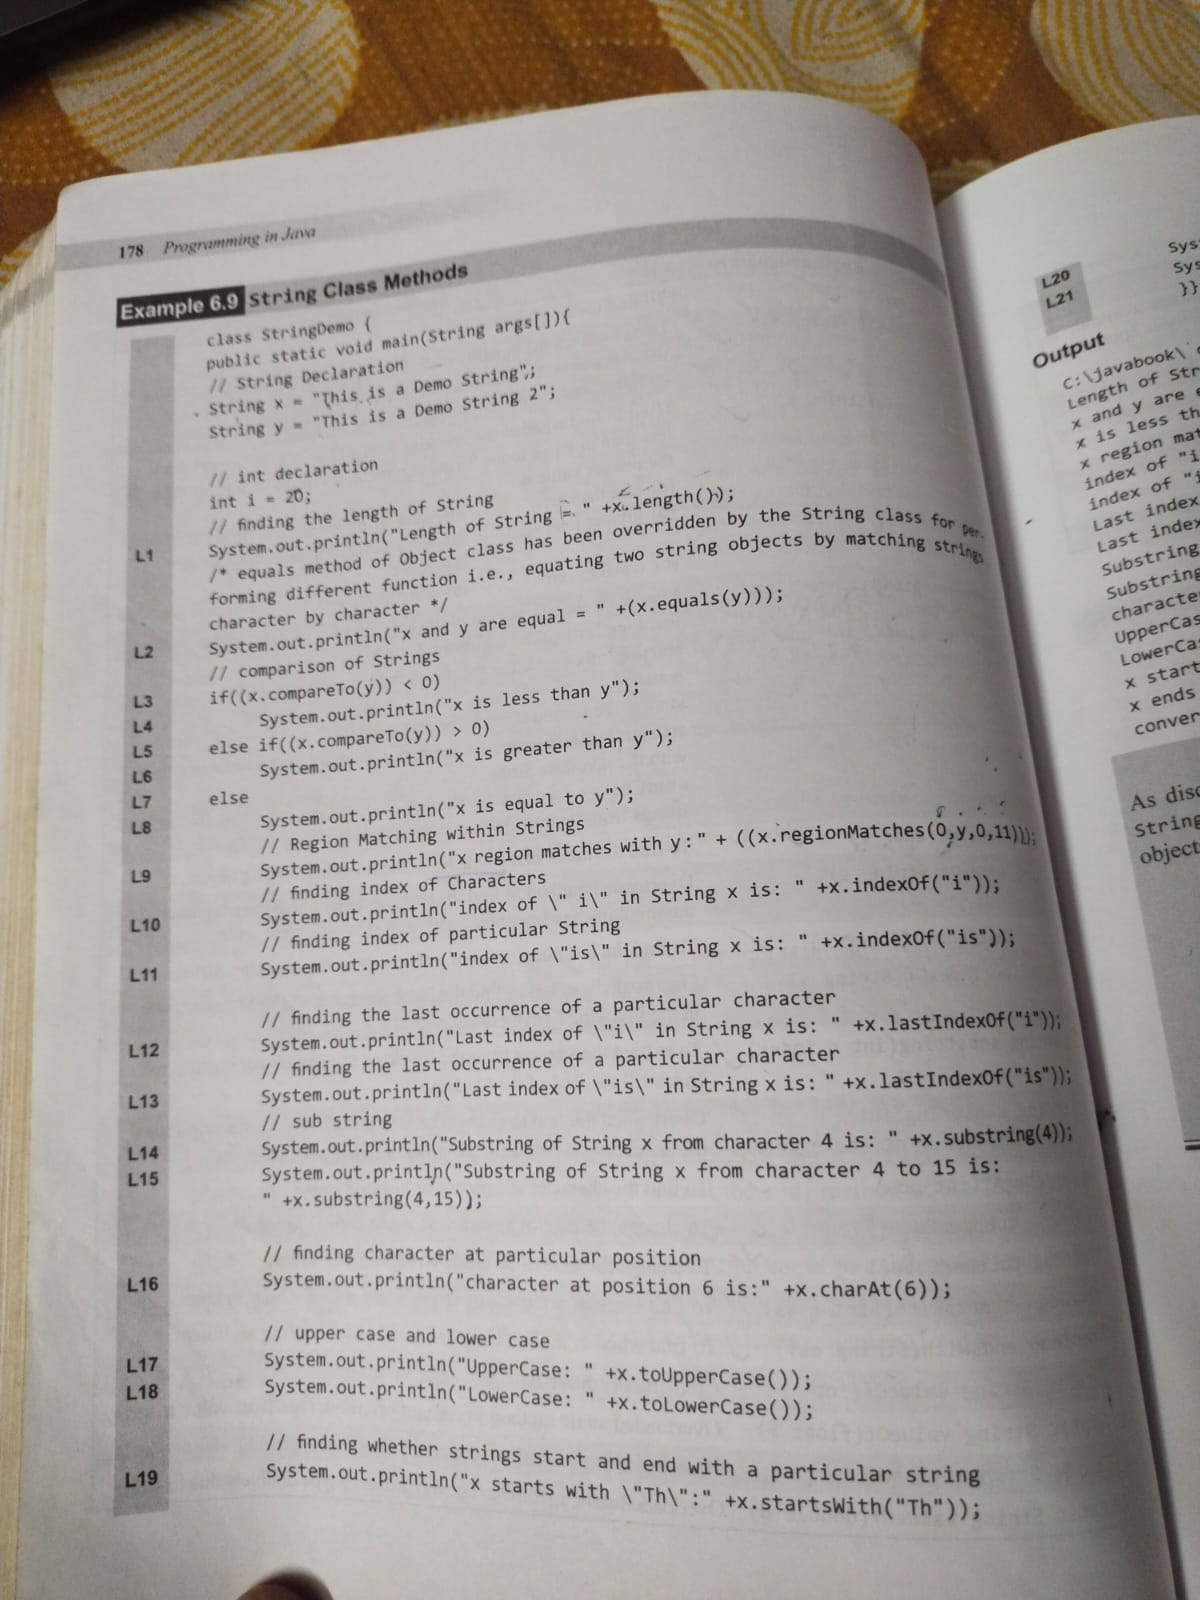 178 Programming in Java
Example 6.9 String Class Methods
class StringDemo {
public static void main(String args[]){
// String Declaration
String x = "This is a Demo String";
String y = "This is a Demo String 2";
// int declaration
int i = 20;
// finding the length of String
L1 System.out.println("Length of String = " +x.length());
/* equals method of Object class has been overridden by the String class for per-
forming different function i.e., equating two string objects by matching strings
character by character */
L2 System.out.println("x and y are equal = " +(x.equals(y)));
// comparison of Strings
L3 if((x.compareTo(y)) < 0)
L4 System.out.println("x is less than y");
L5 else if((x.compareTo(y)) > 0)
L6 System.out.println("x is greater than y");
L7 else
L8 System.out.println("x is equal to y");
// Region Matching within Strings
L9 System.out.println("x region matches with y:" + ((x.regionMatches(0,y,0,11))));
// finding index of Characters
L10 System.out.println("index of \" i\" in String x is: " +x.indexOf("i"));
// finding index of particular String
L11 System.out.println("index of \"is\" in String x is: " +x.indexOf("is"));
// finding the last occurrence of a particular character
L12 System.out.println("Last index of \"i\" in String x is: " +x.lastIndexOf("i"));
// finding the last occurrence of a particular character
L13 System.out.println("Last index of \"is\" in String x is: " +x.lastIndexOf("is"));
// sub string
L14 System.out.println("Substring of String x from character 4 is: " +x.substring(4));
L15 System.out.println("Substring of String x from character 4 to 15 is:
" +x.substring(4,15));
// finding character at particular position
L16 System.out.println("character at position 6 is:" +x.charAt(6));
// upper case and lower case
L17 System.out.println("UpperCase: " +x.toUpperCase());
L18 System.out.println("LowerCase: " +x.toLowerCase());
// finding whether strings start and end with a particular string
L19 System.out.println("x starts with \"Th\":" +x.startsWith("Th"));
L20 Sys
L21 Sys
}}
Output
C:\javabook\
Length of Str
x and y are
x is less th
x region mat
index of "i
index of "i
Last index
Last index
Substring
Substring
character
UpperCas
LowerCa
x start
x ends
conver
As disc
String
object